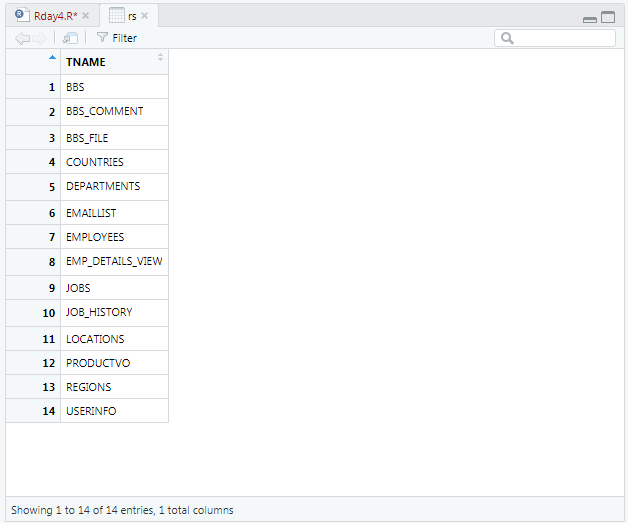 Rday4.R* rs
Filter
TNAME
1 BBS
2 BBS_COMMENT
3 BBS_FILE
4 COUNTRIES
5 DEPARTMENTS
6 EMAILLIST
7 EMPLOYEES
8 EMP_DETAILS_VIEW
9 JOBS
10 JOB_HISTORY
11 LOCATIONS
12 PRODUCTVO
13 REGIONS
14 USERINFO
Showing 1 to 14 of 14 entries, 1 total columns